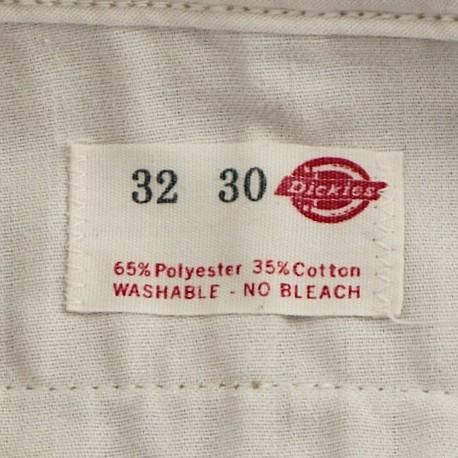 32 30 Dickies
65% Polyester 35% Cotton
WASHABLE - NO BLEACH